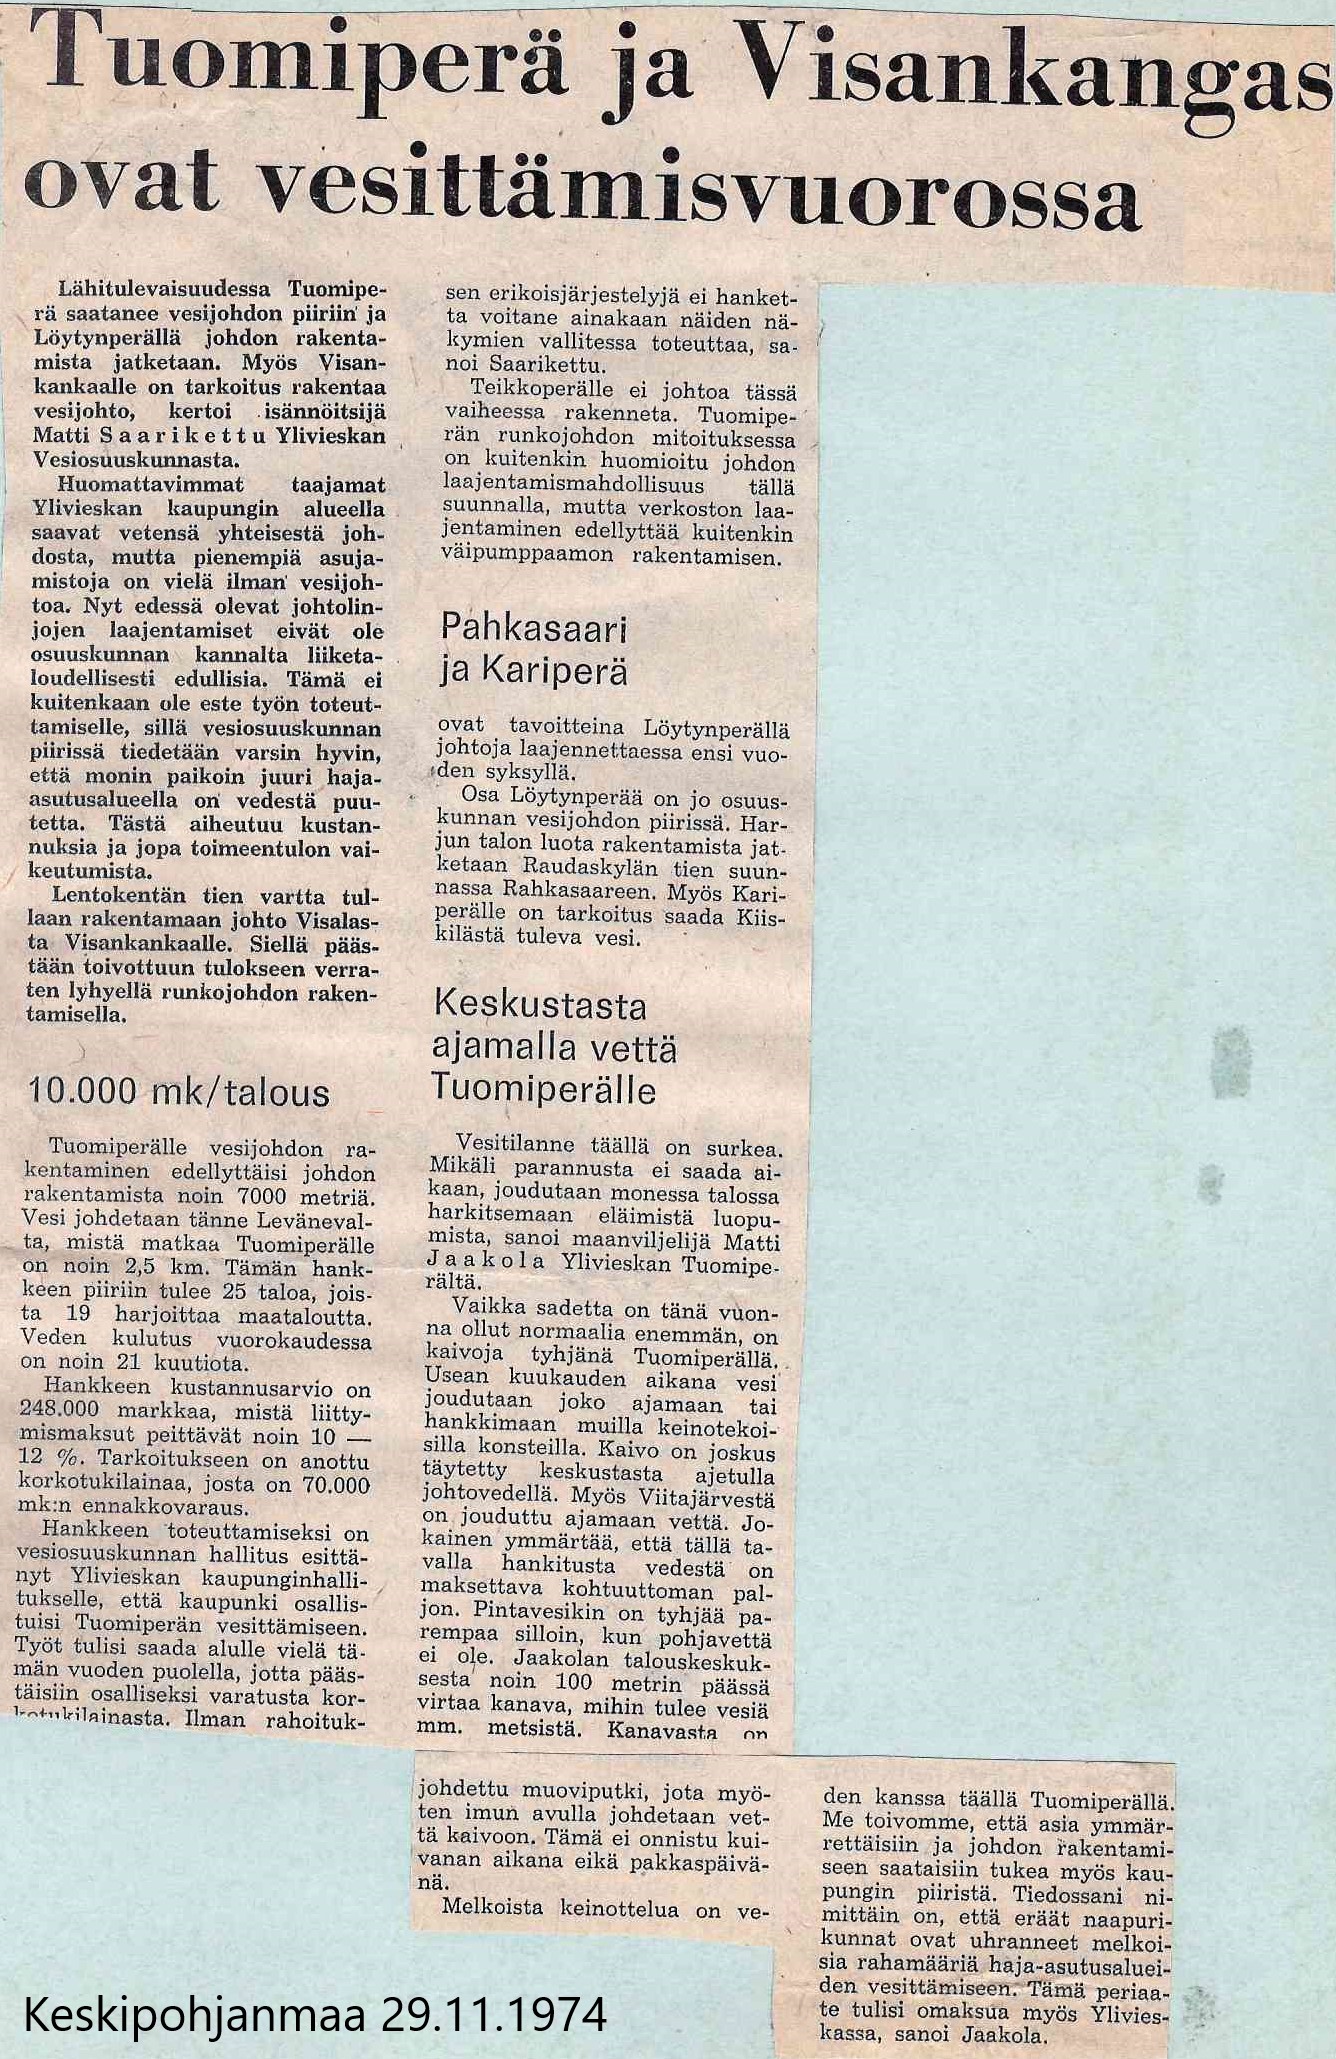 Tuomiperä ja Visankangas
ovat vesittämisvuorossa
Lähitulevaisuudessa Tuomipe-
rä saatanee vesijohdon piiriin ja
Löytynperällä johdon rakenta-
mista jatketaan. Myös Visan-
kankaalle on tarkoitus rakentaa
vesijohto, kertoi isännöitsijä
Matti Saarikettu Ylivieskan
Vesiosuuskunnasta.
Huomattavimmat taajamat
Ylivieskan kaupungin alueella
saavat vetensä yhteisestä joh-
dosta, mutta pienempiä asuja-
mistoja on vielä ilman vesijoh-
toa. Nyt edessä olevat johtolin-
jojen laajentamiset eivät ole
osuuskunnan kannalta liiketa-
loudellisesti edullisia. Tämä ei
kuitenkaan ole este työn toteut-
tamiselle, sillä vesiosuuskunnan
piirissä tiedetään varsin hyvin,
että monin paikoin juuri haja-
asutusalueella on vedestä puu-
tetta. Tästä aiheutuu kustan-
nuksia ja jopa toimeentulon vai-
keutumista.
Lentokentän tien vartta tul-
laan rakentamaan johto Visalas-
ta Visankankaalle. Siellä pääs-
tään toivottuun tulokseen verra-
ten lyhyellä runkojohdon raken-
tamisella.
10.000 mk/talous
Tuomiperälle vesijohdon ra-
kentaminen edellyttäisi johdon
rakentamista noin 7000 metriä.
Vesi johdetaan tänne Leväneval-
ta, mistä matkaa Tuomiperälle
on noin 2,5 km. Tämän hank-
keen piiriin tulee 25 taloa, jois-
ta 19 harjoittaa maataloutta.
Veden kulutus vuorokaudessa
on noin 21 kuutiota.
Hankkeen kustannusarvio on
248.000 markkaa, mistä liitty-
mismaksut peittävät noin 10 —
12 %. Tarkoitukseen on anottu
korkotukilainaa, josta on 70.000
mk:n ennakkovaraus.
Hankkeen toteuttamiseksi on
vesiosuuskunnan hallitus esittä-
nyt Ylivieskan kaupunginhalli-
tukselle, että kaupunki osallis-
tuisi Tuomiperän vesittämiseen.
Työt tulisi saada alulle vielä tä-
män vuoden puolella, jotta pääs-
täisiin osalliseksi varatusta kor-
kotukilainasta. Ilman rahoituk-
sen erikoisjärjestelyjä ei hanket-
ta voitane ainakaan näiden nä-
kymien vallitessa toteuttaa, sa-
noi Saarikettu.
Teikkoperälle ei johtoa tässä
vaiheessa rakenneta. Tuomipe-
rän runkojohdon mitoituksessa
on kuitenkin huomioitu johdon
laajentamismahdollisuus tällä
suunnalla, mutta verkoston laa-
jentaminen edellyttää kuitenkin
väipumppaamon rakentamisen.
Pahkasaari
ja Kariperä
ovat tavoitteina Löytynperällä
johtoja laajennettaessa ensi vuo-
den syksyllä.
Osa Löytynperää on jo osuus-
kunnan vesijohdon piirissä. Har-
jun talon luota rakentamista jat-
ketaan Raudaskylän tien suun-
nassa Rahkasaareen. Myös Kari-
perälle on tarkoitus saada Kiis-
kilästä tuleva vesi.
Keskustasta
ajamalla vettä
Tuomiperälle
Vesitilanne täällä on surkea.
Mikäli parannusta ei saada ai-
kaan, joudutaan monessa talossa
harkitsemaan eläimistä luopu-
mista, sanoi maanviljelijä Matti
Jaakola Ylivieskan Tuomipe-
rältä.
Vaikka sadetta on tänä vuon-
na ollut normaalia enemmän, on
kaivoja tyhjänä Tuomiperällä.
Usean kuukauden aikana vesi
joudutaan joko ajamaan tai
hankkimaan muilla keinotekoi-
silla konsteilla. Kaivo on joskus
täytetty keskustasta ajetulla
johtovedellä. Myös Viitajärvestä
on jouduttu ajamaan vettä. Jo-
kainen ymmärtää, että tällä ta-
valla hankitusta vedestä on
maksettava kohtuuttoman pal-
jon. Pintavesikin on tyhjää pa-
rempaa silloin, kun pohjavettä
ei ole. Jaakolan talouskeskuk-
sesta noin 100 metrin päässä
virtaa kanava, mihin tulee vesiä
mm. metsistä. Kanavasta on
johdettu muoviputki, jota myö-
ten imun avulla johdetaan vet-
tä kaivoon. Tämä ei onnistu kui-
vanan aikana eikä pakkaspäivä-
nä.
Melkoista keinottelua on ve-
den kanssa täällä Tuomiperällä.
Me toivomme, että asia ymmär-
rettäisiin ja johdon rakentami-
seen saataisiin tukea myös kau-
pungin piiristä. Tiedossani ni-
mittäin on, että eräät naapuri-
kunnat ovat uhranneet melkoi-
sia rahamääriä haja-asutusaluei-
den vesittämiseen. Tämä periaa-
te tulisi omaksua myös Ylivies-
kassa, sanoi Jaakola.
Keskipohjanmaa 29.11.1974